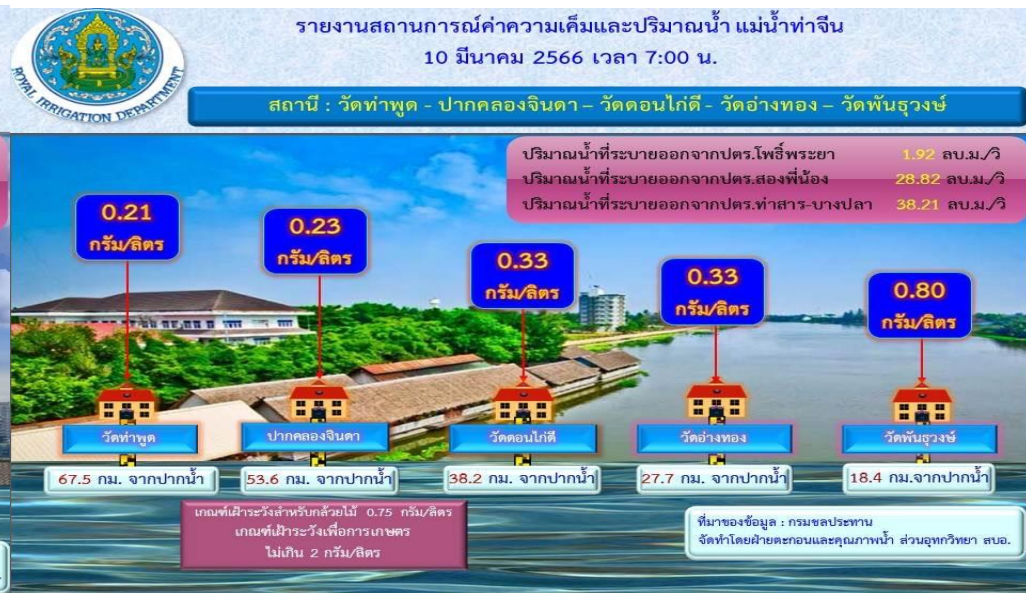 รายงานสถานการณ์ค่าความเค็มและปริมาณน้ำ แม่น้ำท่าจีน
10 มีนาคม 2566 เวลา 7:00 น.
ROYAL IRRIGATION DEPARTMENT
สถานี : วัดท่าพูด - ปากคลองจินดา – วัดดอนไก่ดี - วัดอ่างทอง – วัดพันธุวงษ์
ปริมาณน้ำที่ระบายออกจากปตร.โพธิ์พระยา 1.92 ลบ.ม./วิ
ปริมาณน้ำที่ระบายออกจากปตร.สองพี่น้อง 28.82 ลบ.ม./วิ
ปริมาณน้ำที่ระบายออกจากปตร.ท่าสาร-บางปลา 38.21 ลบ.ม./วิ
0.21 กรัม/ลิตร
0.23 กรัม/ลิตร
0.33 กรัม/ลิตร
0.33 กรัม/ลิตร
0.80 กรัม/ลิตร
วัดท่าพูด
ปากคลองจินดา
วัดดอนไก่ดี
วัดอ่างทอง
วัดพันธุวงษ์
67.5 กม. จากปากน้ำ
53.6 กม. จากปากน้ำ
38.2 กม. จากปากน้ำ
27.7 กม. จากปากน้ำ
18.4 กม.จากปากน้ำ
เกณฑ์เฝ้าระวังสำหรับกล้วยไม้ 0.75 กรัม/ลิตร
เกณฑ์เฝ้าระวังเพื่อการเกษตร
ไม่เกิน 2 กรัม/ลิตร
ที่มาของข้อมูล : กรมชลประทาน
จัดทำโดยฝ่ายตะกอนและคุณภาพน้ำ ส่วนอุทกวิทยา สบอ.